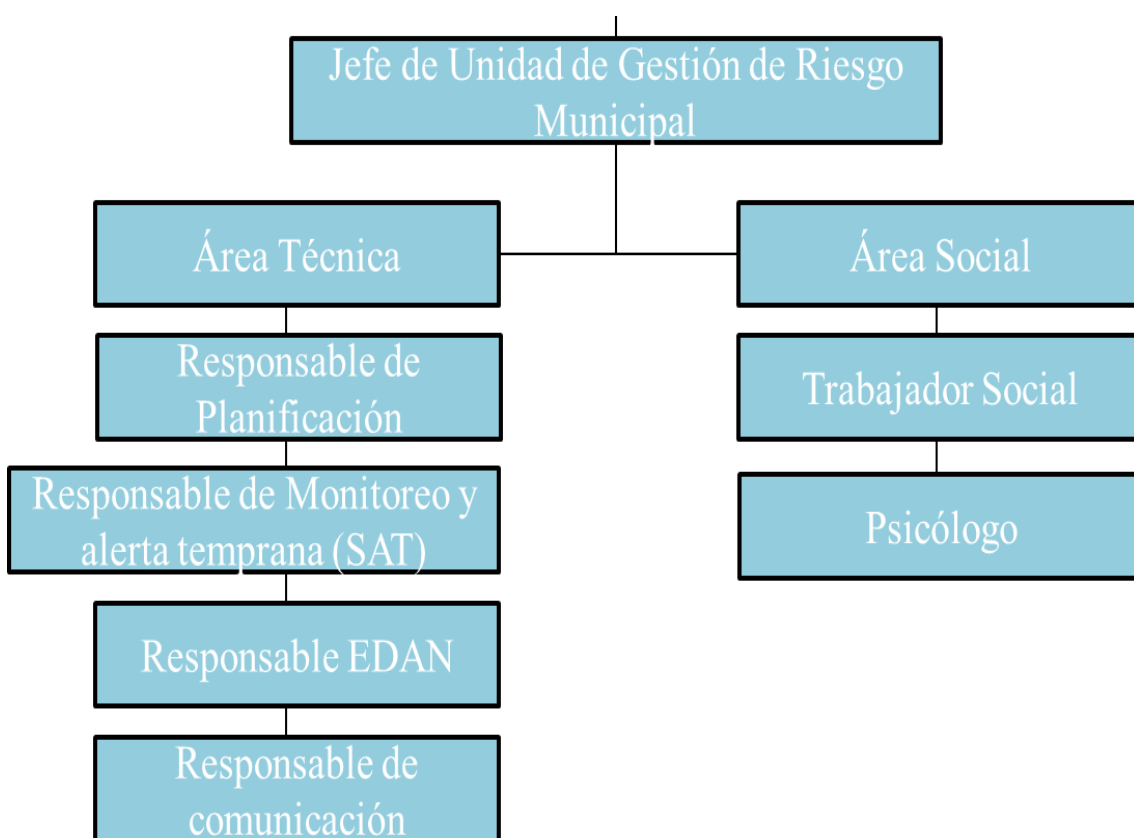 Jefe de Unidad de Gestión de Riesgo
Municipal
Área Técnica
Área Social
Responsable de
Planificación
Trabajador Social
Responsable de Monitoreo y
alerta temprana (SAT)
Psicólogo
Responsable EDAN
Responsable de
comunicación